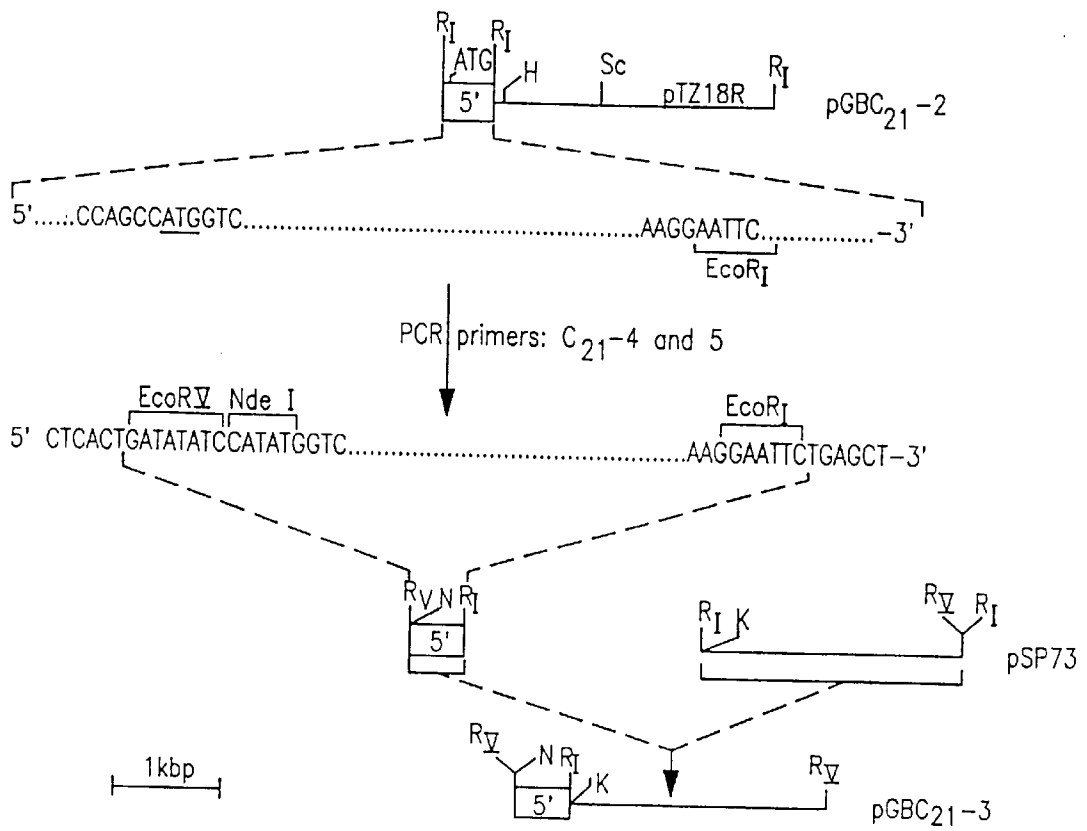 RI RI
ATG H Sc RI
5' pTZ18R pGBC21-2
5'......CCAGCCATGGTC.......................................AAGGAATTC...............-3'
EcoRI
PCR primers: C21-4 and 5
EcoRV Nde I EcoRI
5' CTCACTGATATATCCATATGGTC.................................AAGGAATTCTGAGCT-3'
RV N RI RI K RV RI
5' pSP73
RV N RI K RV
1kbp 5' pGBC21-3